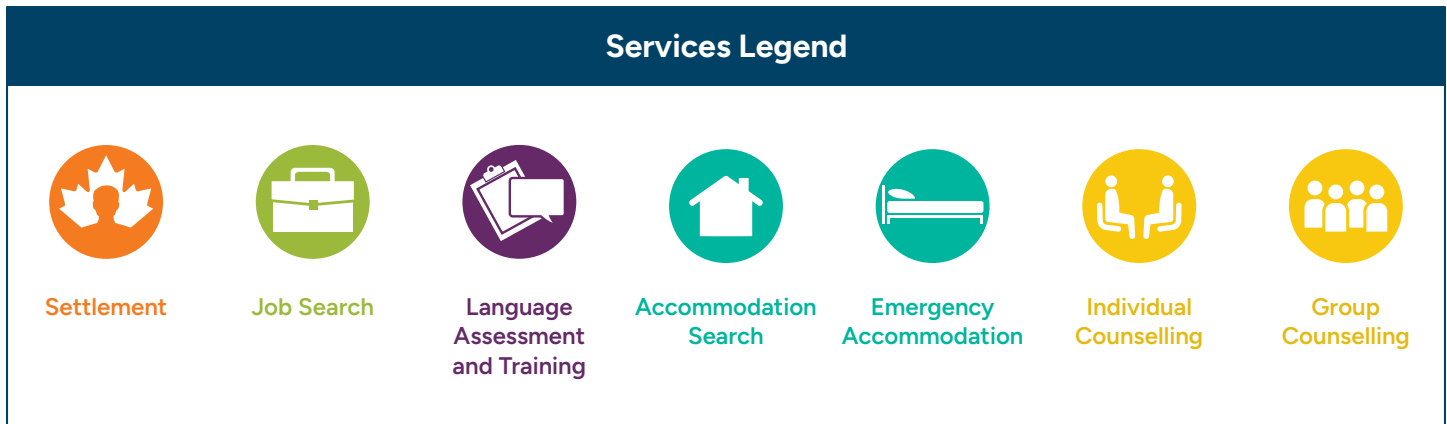 Services Legend
Settlement
Job Search
Language
Assessment
and Training
Accommodation
Search
Emergency
Accommodation
Individual
Counselling
Group
Counselling